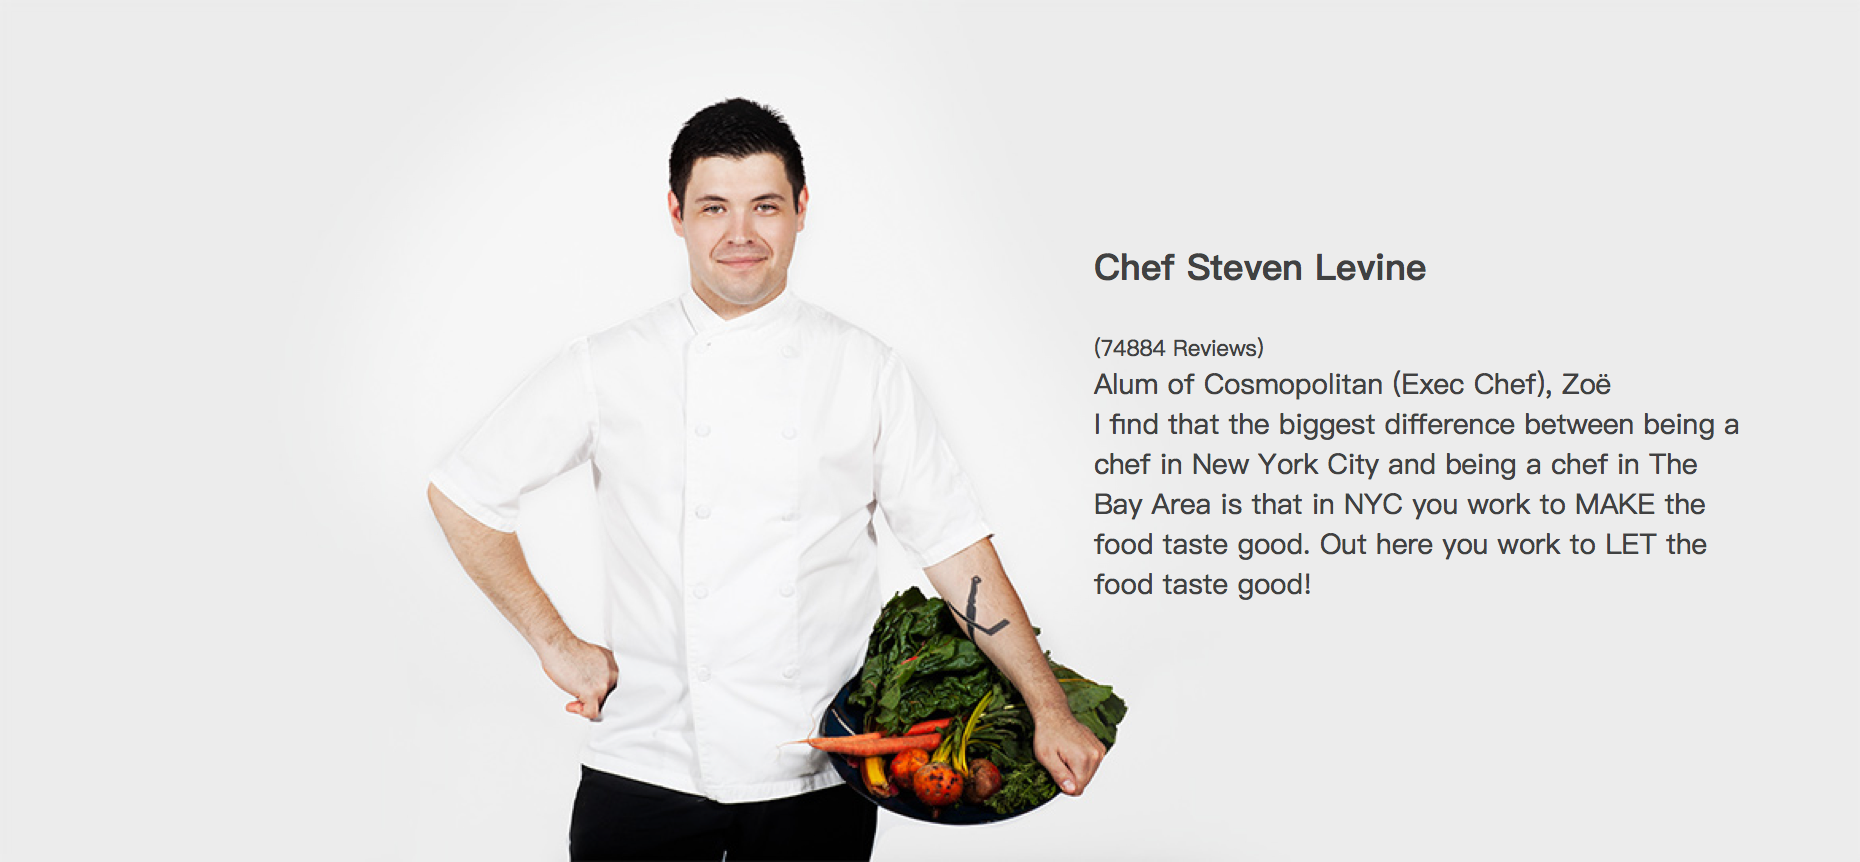 Chef Steven Levine
(74884 Reviews)
Alum of Cosmopolitan (Exec Chef), Zoë
I find that the biggest difference between being a
chef in New York City and being a chef in The
Bay Area is that in NYC you work to MAKE the
food taste good. Out here you work to LET the
food taste good!